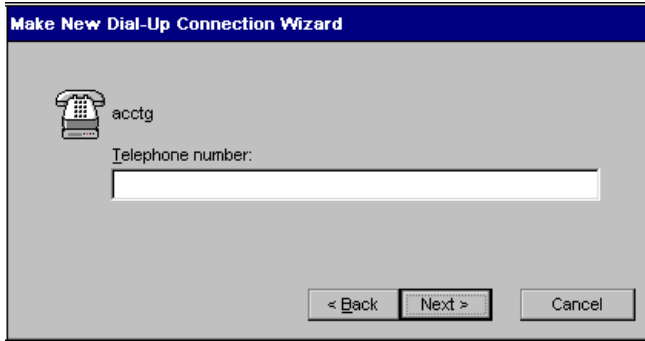 Make New Dial-Up Connection Wizard
acctg
Telephone number:
< Back Next > Cancel